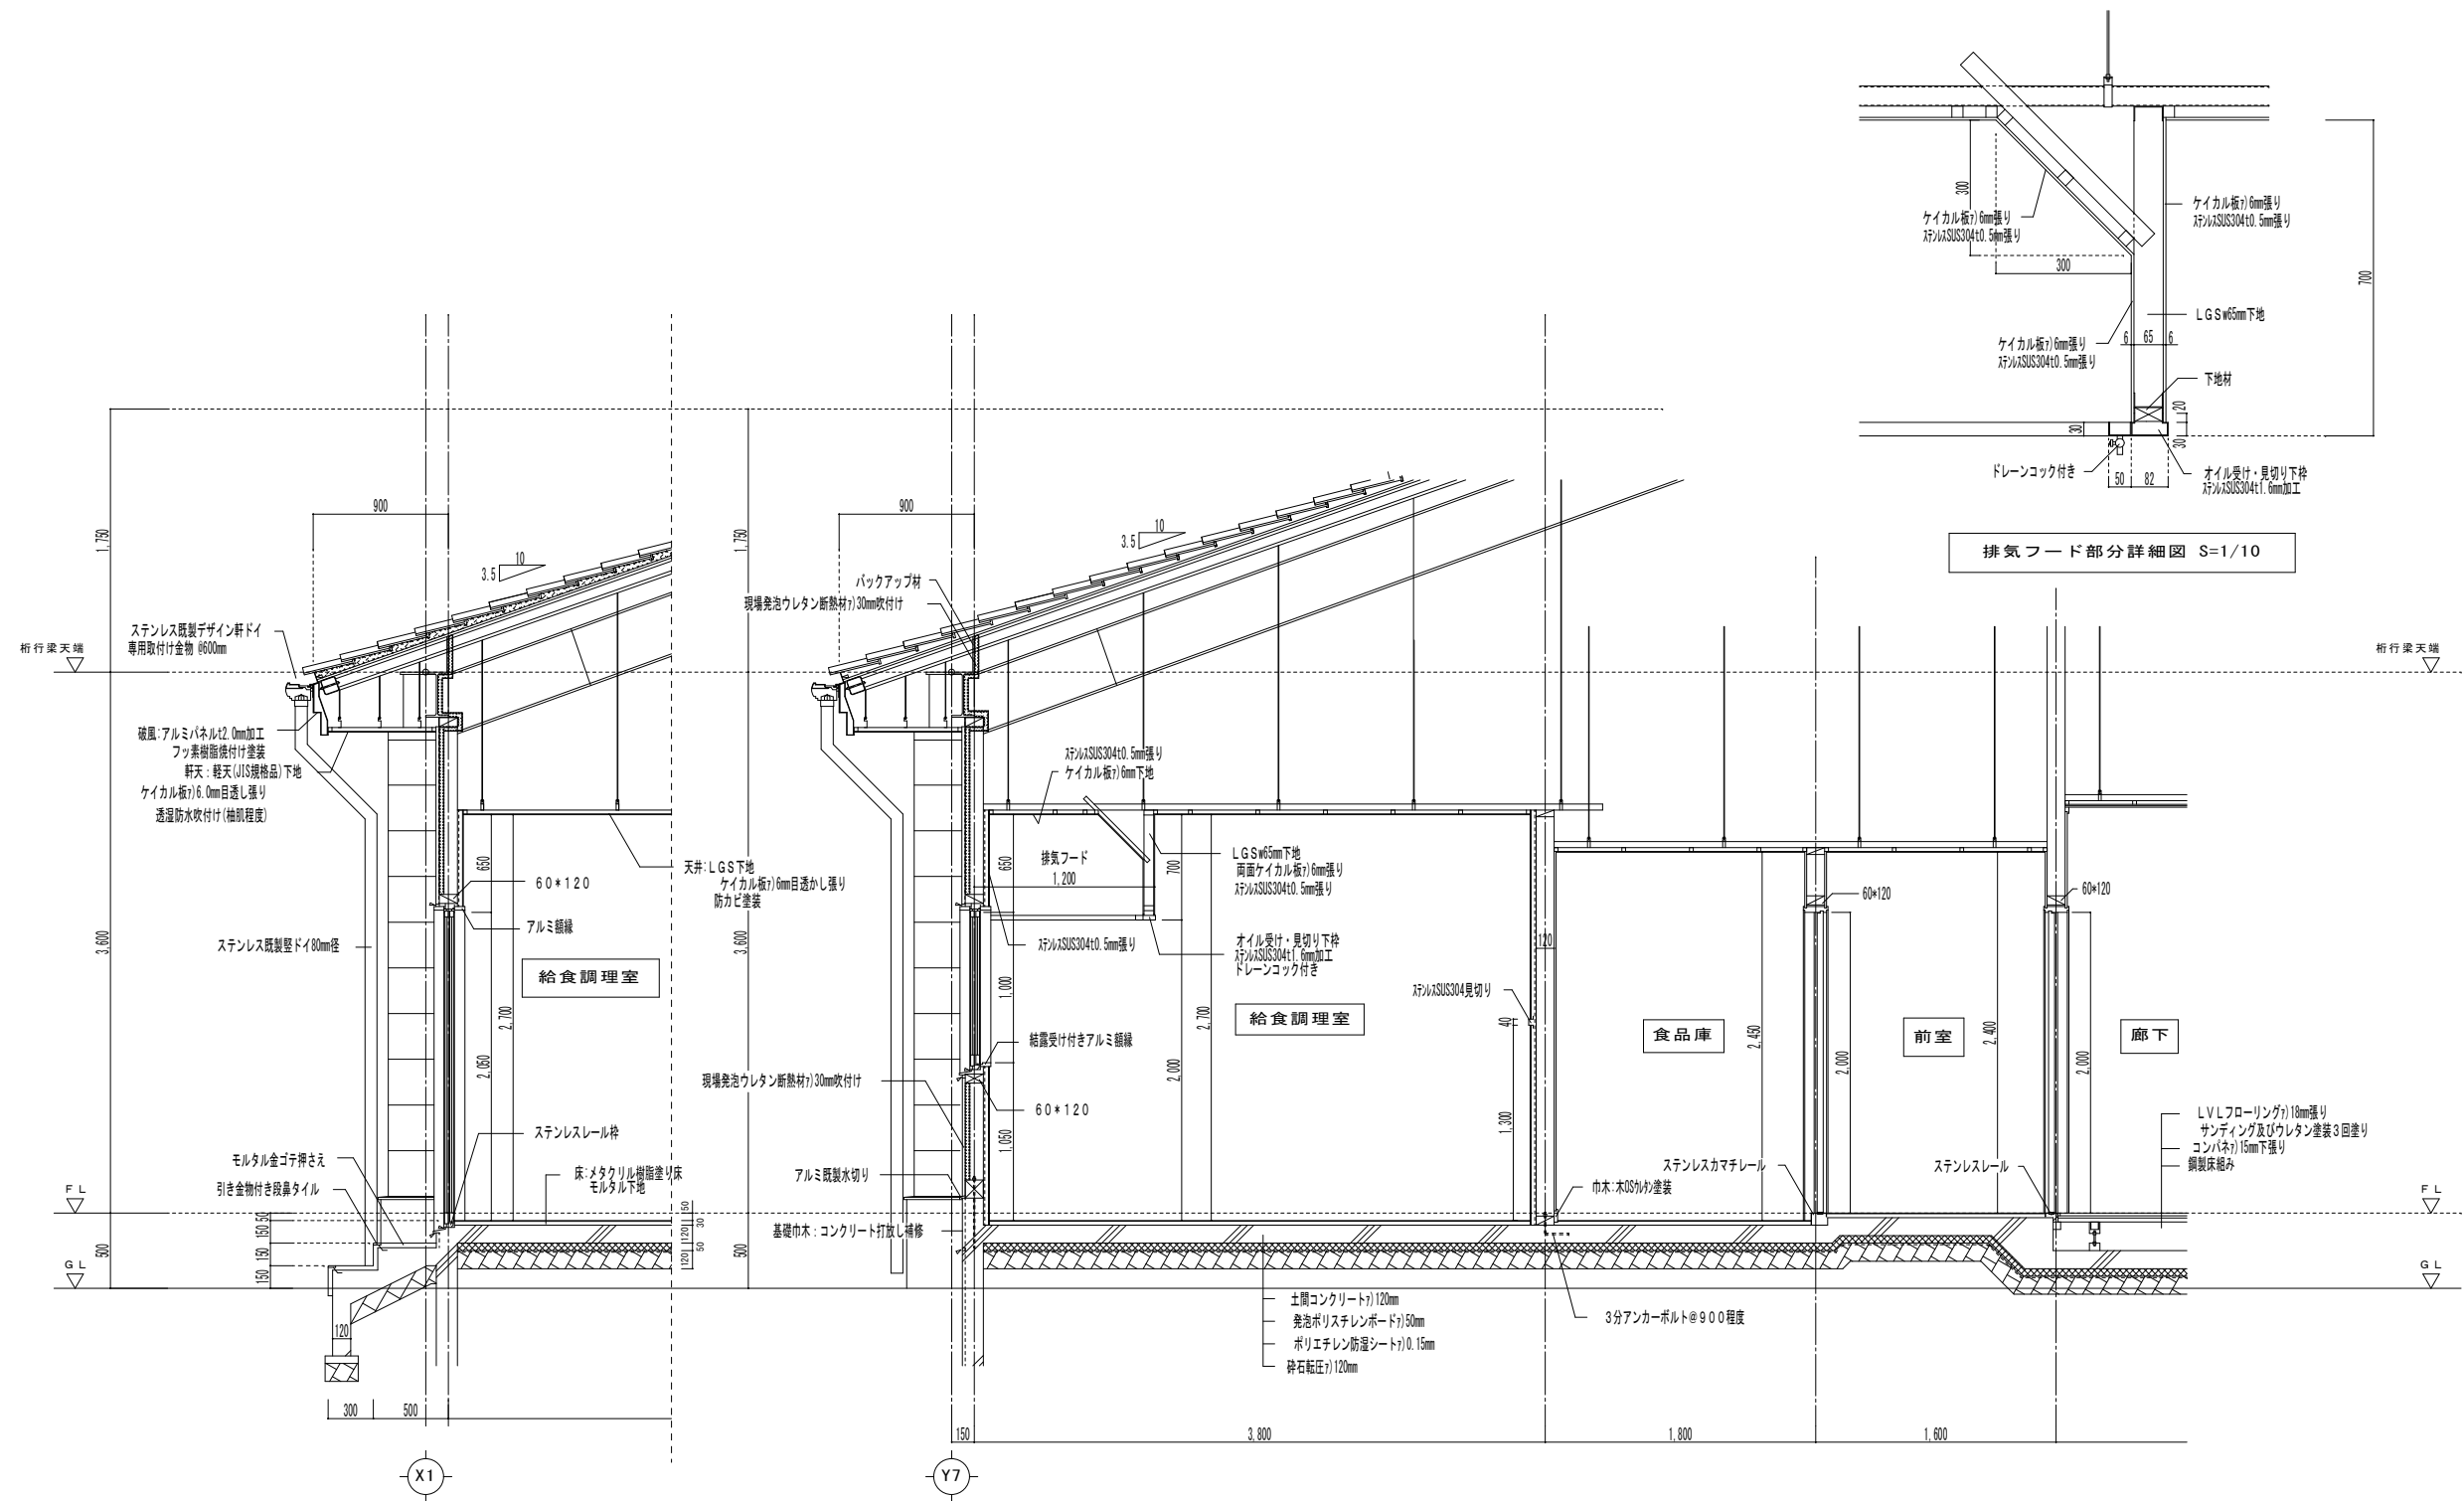 ケイカル板ｱ)6mm張り
ｽﾃﾝﾚｽSUS304t0.5mm張り
ケイカル板ｱ)6mm張り
ｽﾃﾝﾚｽSUS304t0.5mm張り
300
300
700
LGSw65mm下地
6
65
6
ケイカル板ｱ)6mm張り
ｽﾃﾝﾚｽSUS304t0.5mm張り
下地材
20
30
30
ドレーンコック付き
50
82
オイル受け・見切り下枠
ｽﾃﾝﾚｽSUS304t1.6mm加工
排気フード部分詳細図 S=1/10
900
1,750
10
3.5
ステンレス既製デザイン軒ドイ
専用取付け金物 @600mm
桁行梁天端
破風:アルミパネルt2.0mm加工
フッ素樹脂焼付け塗装
軒天：軽天(JIS規格品)下地
ケイカル板ｱ)6.0mm目透し張り
透湿防水吹付け(柚肌程度)
650
天井:LGS下地
ケイカル板ｱ)6mm目透かし張り
防カビ塗装
60*120
アルミ額縁
ステンレス既製竪ドイ80mm径
3,600
給食調理室
2,700
2,050
ステンレスレール枠
モルタル金ゴテ押さえ
引き金物付き段鼻タイル
床:メタクリル樹脂塗り床
モルタル下地
FL
GL
500
50
150
150
150
50
30
120
50
120
120
300
500
X1
900
1,750
10
3.5
バックアップ材
現場発泡ウレタン断熱材ｱ)30mm吹付け
ｽﾃﾝﾚｽSUS304t0.5mm張り
ケイカル板ｱ)6mm下地
650
排気フード
1,200
700
LGSw65mm下地
両面ケイカル板ｱ)6mm張り
ｽﾃﾝﾚｽSUS304t0.5mm張り
ｽﾃﾝﾚｽSUS304t0.5mm張り
オイル受け・見切り下枠
ｽﾃﾝﾚｽSUS304t1.6mm加工
ドレーンコック付き
3,600
1,000
2,700
給食調理室
ｽﾃﾝﾚｽSUS304見切り
120
40
結露受け付きアルミ額縁
現場発泡ウレタン断熱材ｱ)30mm吹付け
2,000
60*120
1,050
1,300
アルミ既製水切り
基礎巾木：コンクリート打放し補修
500
土間コンクリートｱ)120mm
発泡ポリスチレンボードｱ)50mm
ポリエチレン防湿シートｱ)0.15mm
砕石転圧ｱ)120mm
3分アンカーボルト@900程度
食品庫
2,450
60*120
2,000
前室
2,400
60*120
2,000
廊下
ステンレスカマチレール
巾木:木OSｳﾚﾀﾝ塗装
ステンレスレール
LVLフローリングｱ)18mm張り
サンディング及びウレタン塗装3回塗り
コンパネｱ)15mm下張り
鋼製床組み
桁行梁天端
FL
GL
150
3,800
1,800
1,600
Y7